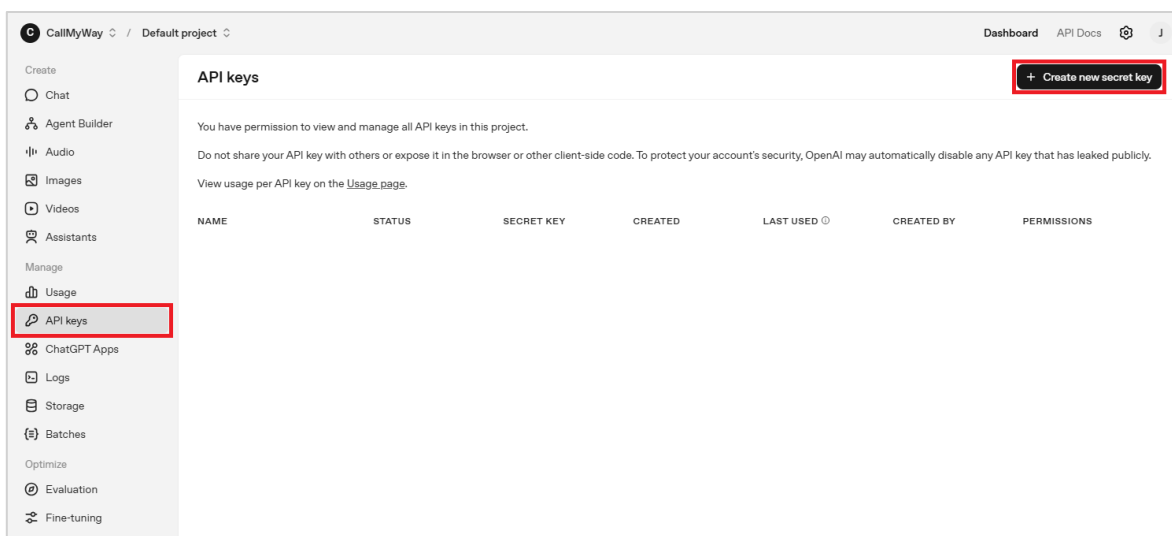 C CallMyWay / Default project
Dashboard API Docs J
Create
Chat
Agent Builder
Audio
Images
Videos
Assistants
Manage
Usage
API keys
ChatGPT Apps
Logs
Storage
Batches
Optimize
Evaluation
Fine-tuning
API keys
+ Create new secret key
You have permission to view and manage all API keys in this project.
Do not share your API key with others or expose it in the browser or other client-side code. To protect your account's security, OpenAI may automatically disable any API key that has leaked publicly.
View usage per API key on the Usage page.
NAME STATUS SECRET KEY CREATED LAST USED CREATED BY PERMISSIONS